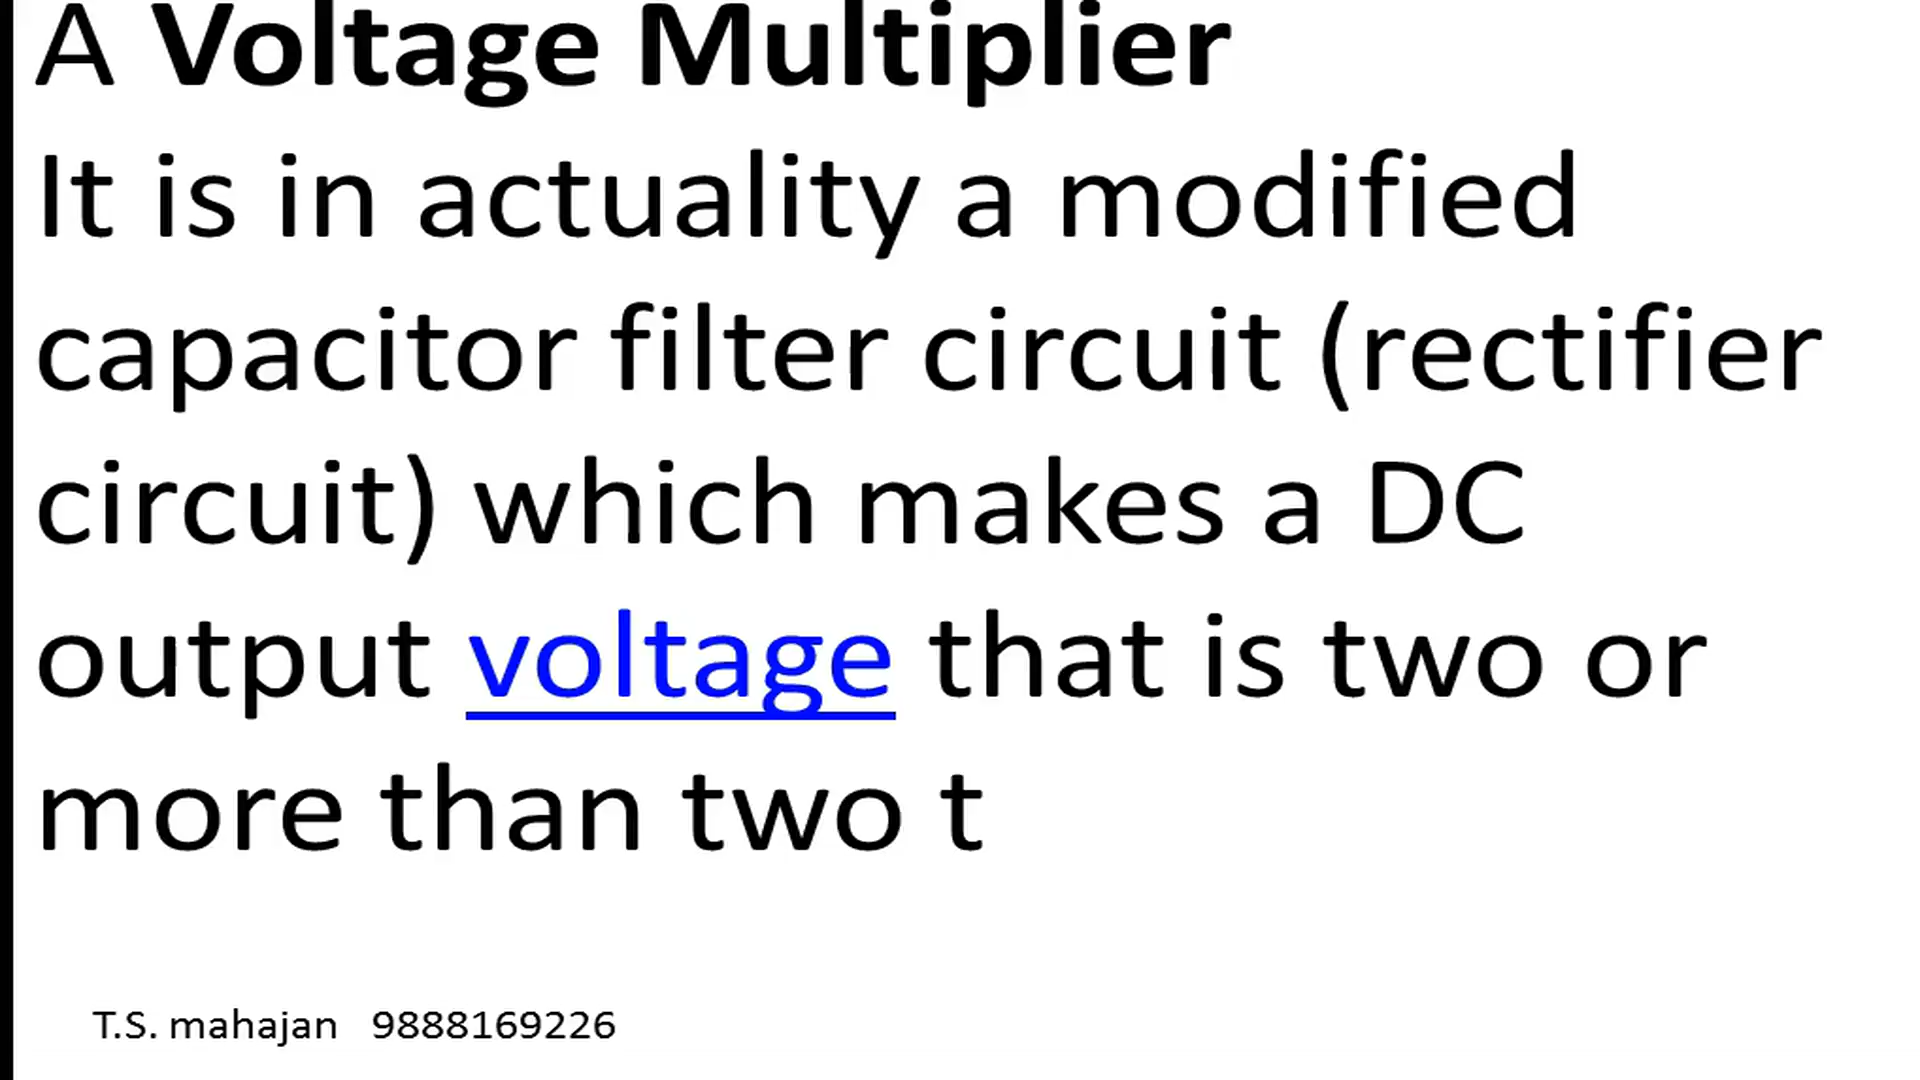 A Voltage Multiplier
It is in actuality a modified
capacitor filter circuit (rectifier
circuit) which makes a DC
output voltage that is two or
more than two t
T.S. mahajan 9888169226